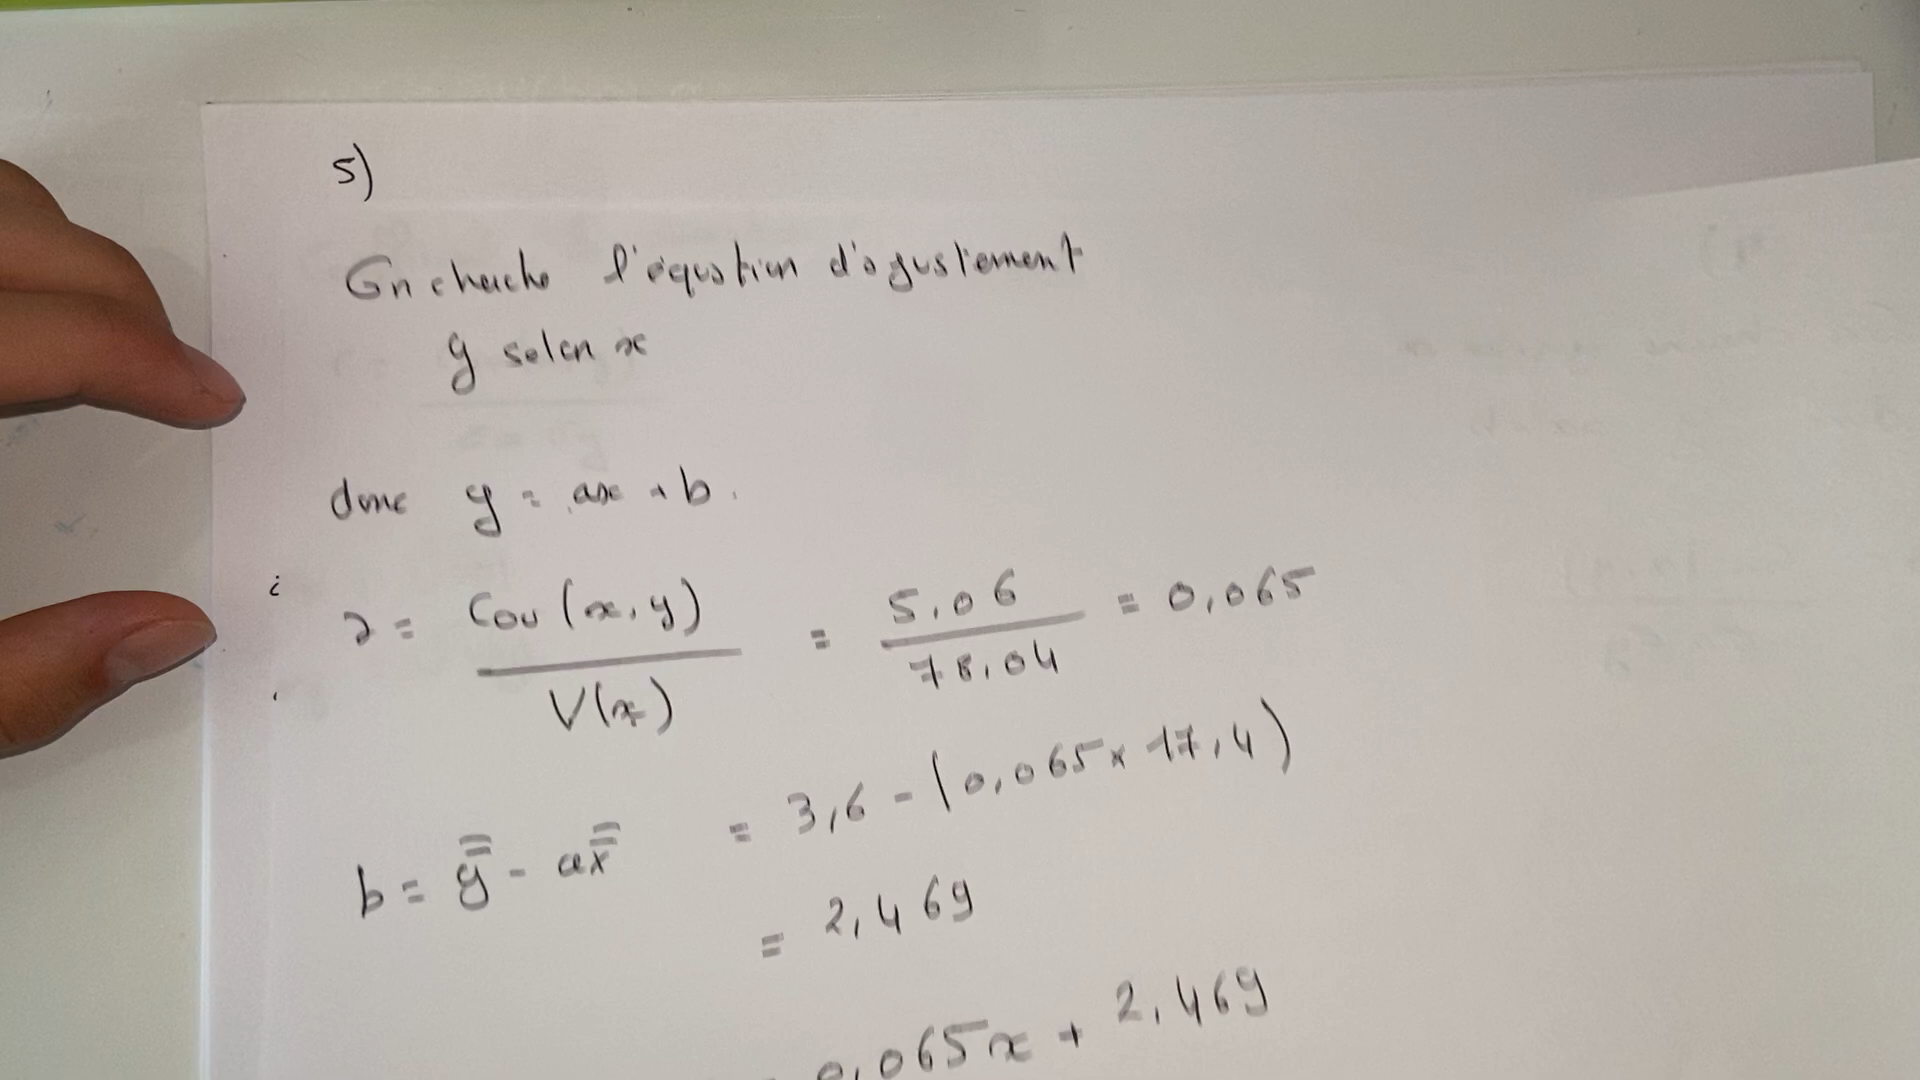 5)
On cherche l'équation d'ajustement
y selon x
donc y = ax + b.
a = Cov(x,y) / V(x) = 5,06 / 78,04 = 0,065
b = ȳ̄ - ax̄̄ = 3,6 - (0,065 x 17,4)
= 2,469
= 0,065x + 2,469